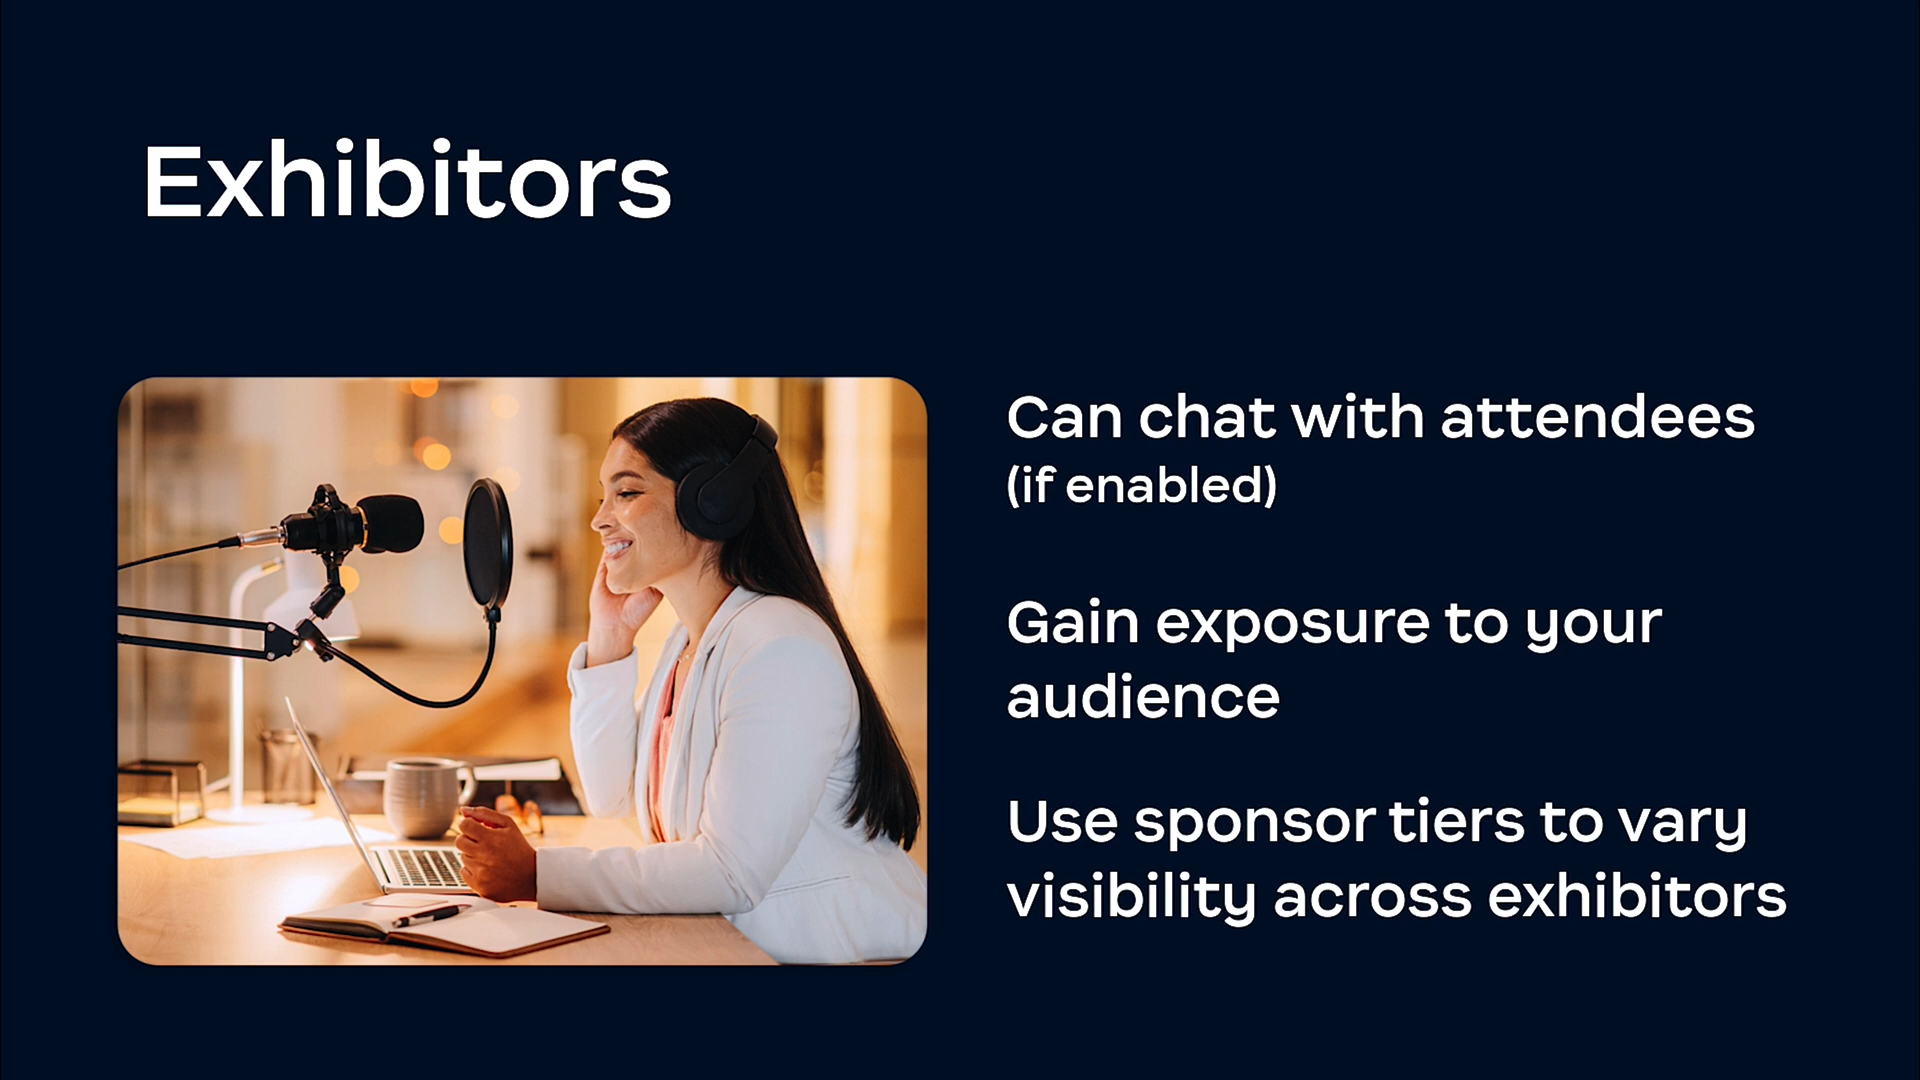 Exhibitors
Can chat with attendees
(if enabled)
Gain exposure to your
audience
Use sponsor tiers to vary
visibility across exhibitors